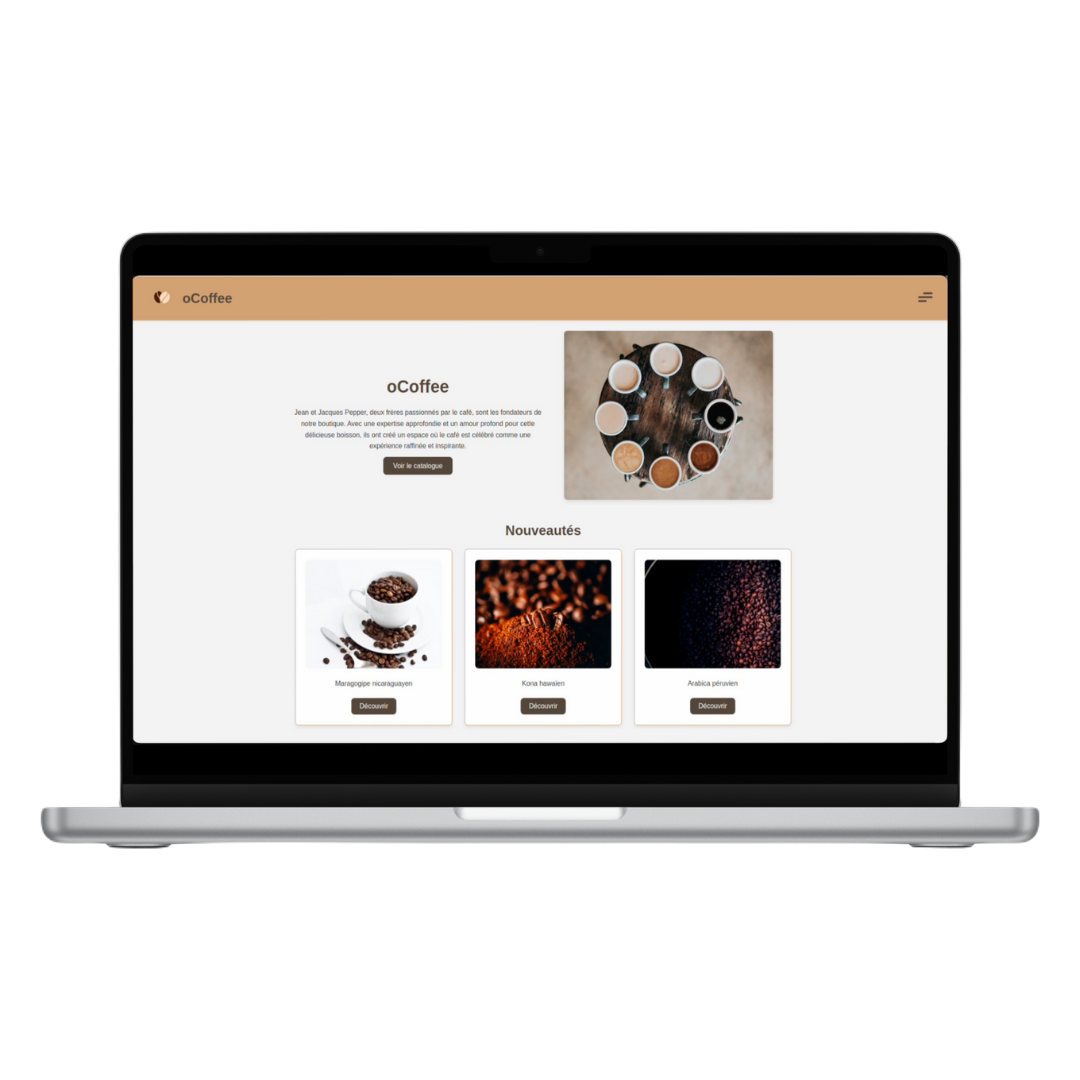 oCoffee
oCoffee
Jean et Jacques Pepper, deux frères passionnés par le café, sont les fondateurs de
notre boutique. Avec une expertise approfondie et un amour profond pour cette
délicieuse boisson, ils ont créé un espace où le café est célébré comme une
expérience raffinée et inspirante.
Voir le catalogue
Nouveautés
Maragogipe nicaraguayen
Kona hawaïen
Arabica péruvien
Découvrir
Découvrir
Découvrir